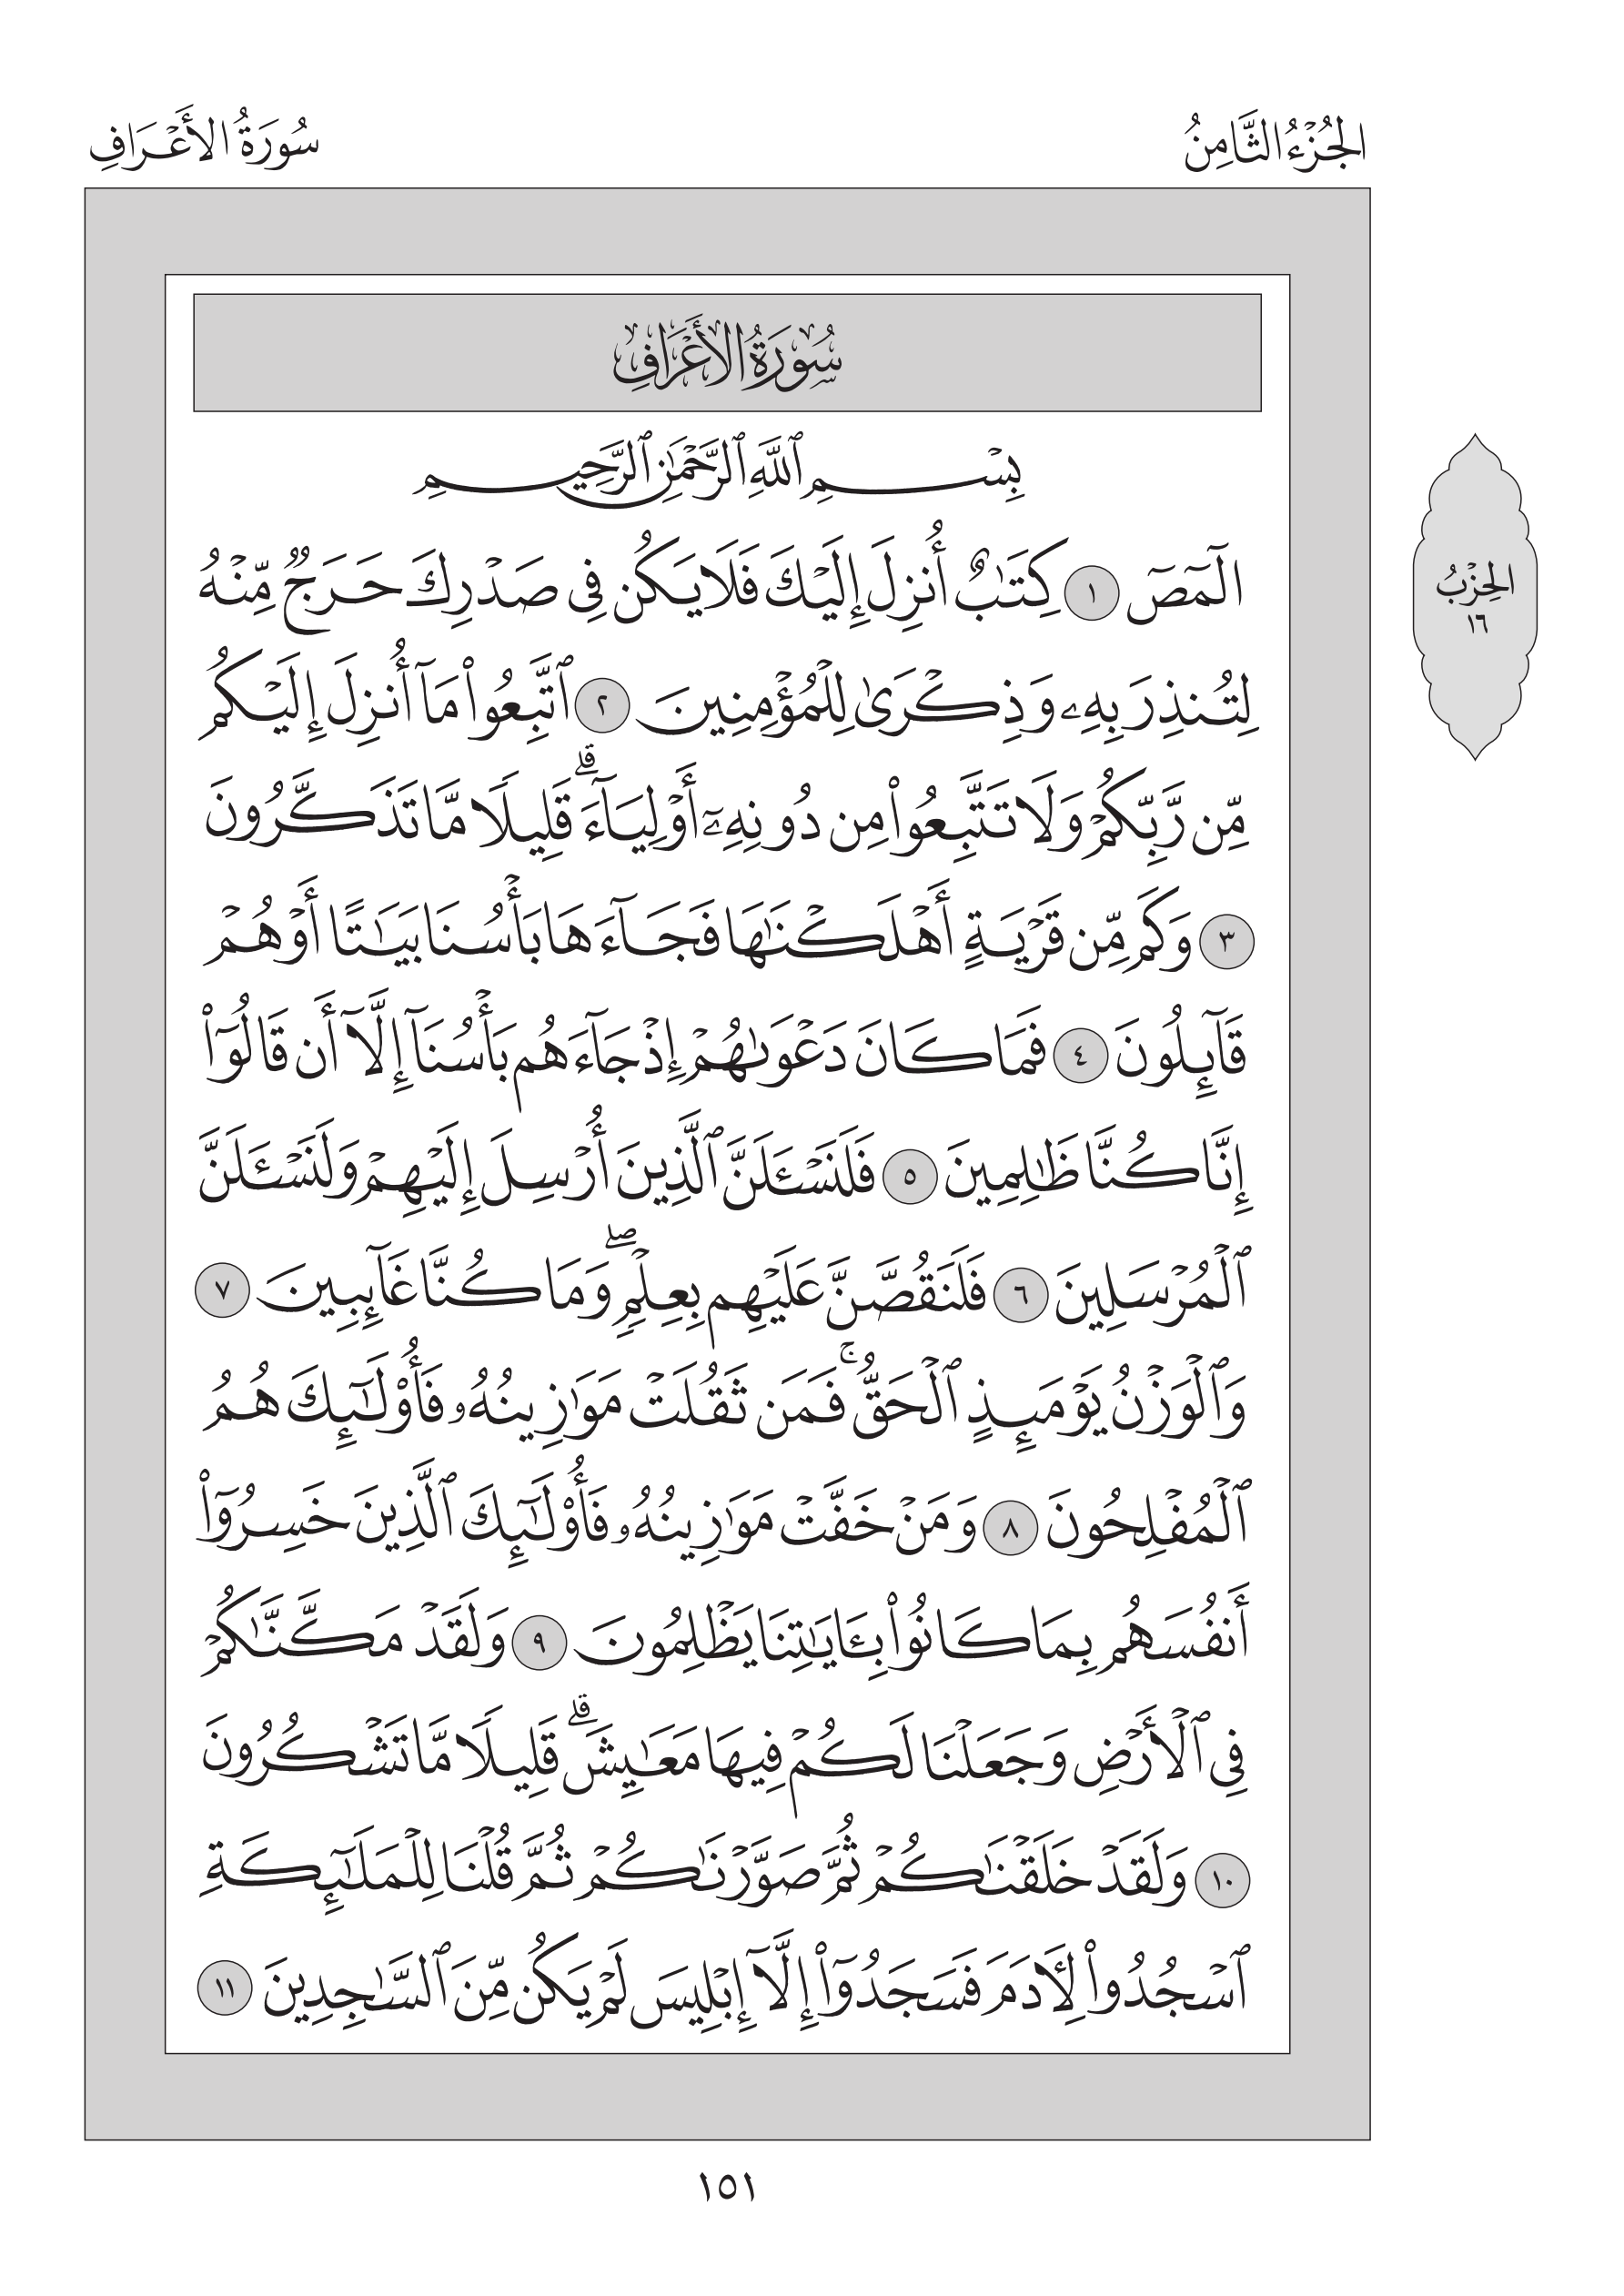 الجُزْءُ الثَّامِنُ
سُورَةُ الأَعْرَافِ
سُورَةُ الأَعْرَافِ
بِسْمِ ٱللَّهِ ٱلرَّحْمَٰنِ ٱلرَّحِيمِ
الٓمٓصٓ ١ كِتَٰبٌ أُنزِلَ إِلَيْكَ فَلَا يَكُن فِى صَدْرِكَ حَرَجٌ مِّنْهُ
لِتُنذِرَ بِهِۦ وَذِكْرَىٰ لِلْمُؤْمِنِينَ ٢ ٱتَّبِعُوا۟ مَآ أُنزِلَ إِلَيْكُم
مِّن رَّبِّكُمْ وَلَا تَتَّبِعُوا۟ مِن دُونِهِۦٓ أَوْلِيَآءَ ۗ قَلِيلًا مَّا تَذَكَّرُونَ
٣ وَكَم مِّن قَرْيَةٍ أَهْلَكْنَٰهَا فَجَآءَهَا بَأْسُنَا بَيَٰتًا أَوْ هُمْ
قَآئِلُونَ ٤ فَمَا كَانَ دَعْوَىٰهُمْ إِذْ جَآءَهُم بَأْسُنَآ إِلَّآ أَن قَالُوٓا۟
إِنَّا كُنَّا ظَٰلِمِينَ ٥ فَلَنَسْـَٔلَنَّ ٱلَّذِينَ أُرْسِلَ إِلَيْهِمْ وَلَنَسْـَٔلَنَّ
ٱلْمُرْسَلِينَ ٦ فَلَنَقُصَّنَّ عَلَيْهِم بِعِلْمٍ ۖ وَمَا كُنَّا غَآئِبِينَ ٧
وَٱلْوَزْنُ يَوْمَئِذٍ ٱلْحَقُّ ۚ فَمَن ثَقُلَتْ مَوَٰزِينُهُۥ فَأُو۟لَٰٓئِكَ هُمُ
ٱلْمُفْلِحُونَ ٨ وَمَنْ خَفَّتْ مَوَٰزِينُهُۥ فَأُو۟لَٰٓئِكَ ٱلَّذِينَ خَسِرُوٓا۟
أَنفُسَهُم بِمَا كَانُوا۟ بِـَٔايَٰتِنَا يَظْلِمُونَ ٩ وَلَقَدْ مَكَّنَّٰكُمْ
فِى ٱلْأَرْضِ وَجَعَلْنَا لَكُمْ فِيهَا مَعَٰيِشَ ۗ قَلِيلًا مَّا تَشْكُرُونَ
١٠ وَلَقَدْ خَلَقْنَٰكُمْ ثُمَّ صَوَّرْنَٰكُمْ ثُمَّ قُلْنَا لِلْمَلَٰٓئِكَةِ
ٱسْجُدُوا۟ لِـَٔادَمَ فَسَجَدُوٓا۟ إِلَّآ إِبْلِيسَ لَمْ يَكُن مِّنَ ٱلسَّٰجِدِينَ ١١
الحِزْبُ
١٦
١٥١